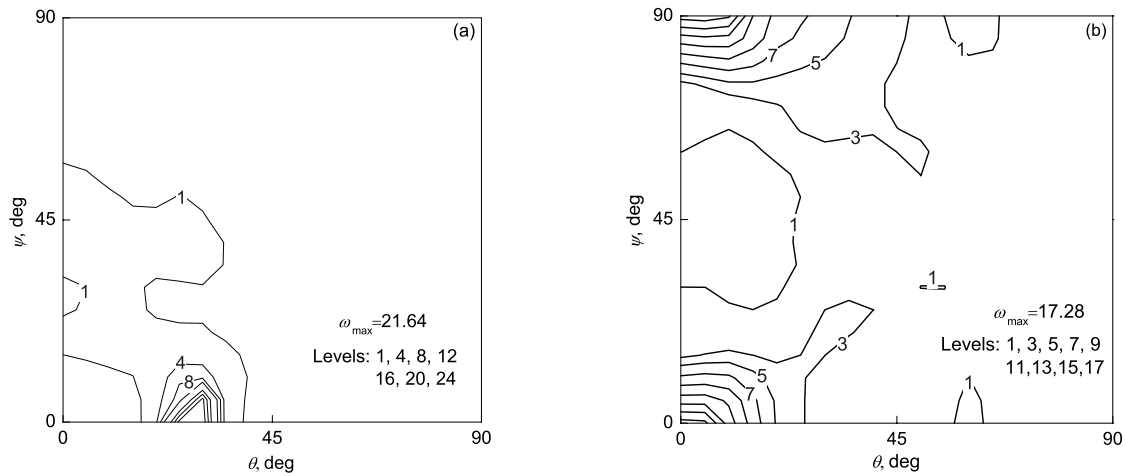 90
(a)
1
45
ψ, deg
1
ω max=21.64
Levels: 1, 4, 8, 12
16, 20, 24
4
8
0
0
45
90
θ, deg
90
(b)
1
7
5
3
45
ψ, deg
1
1
ω max=17.28
Levels: 1, 3, 5, 7, 9
11,13,15,17
3
5
7
1
0
0
45
90
θ, deg